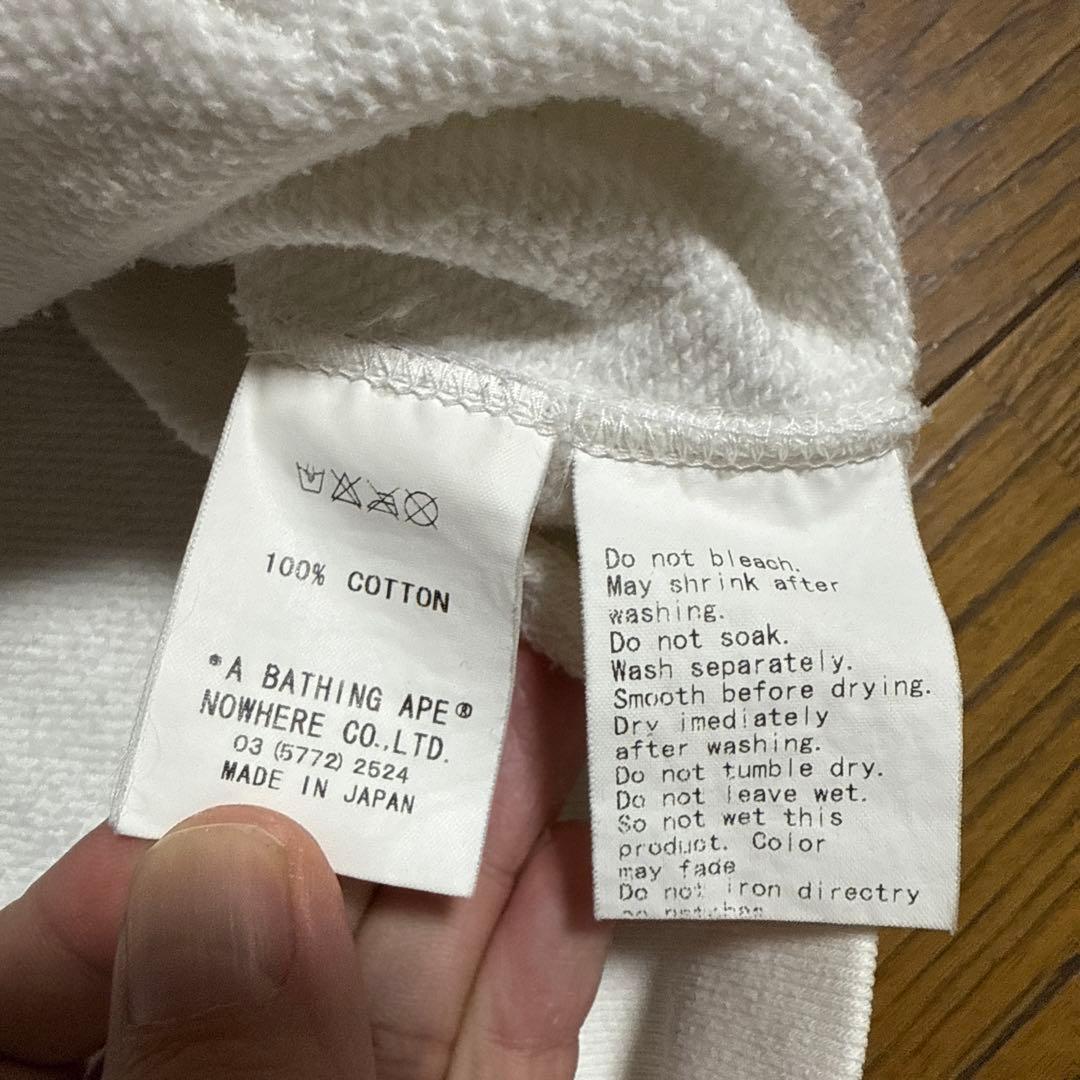 100% COTTON
*A BATHING APE®
NOWHERE CO.,LTD.
03 (5772) 2524
MADE IN JAPAN
Do not bleach.
May shrink after
washing.
Do not soak.
Wash separately.
Smooth before drying.
Dry imediately
after washing.
Do not tumble dry.
Do not leave wet.
So not wet this
product. Color
may fade
Do not iron directry